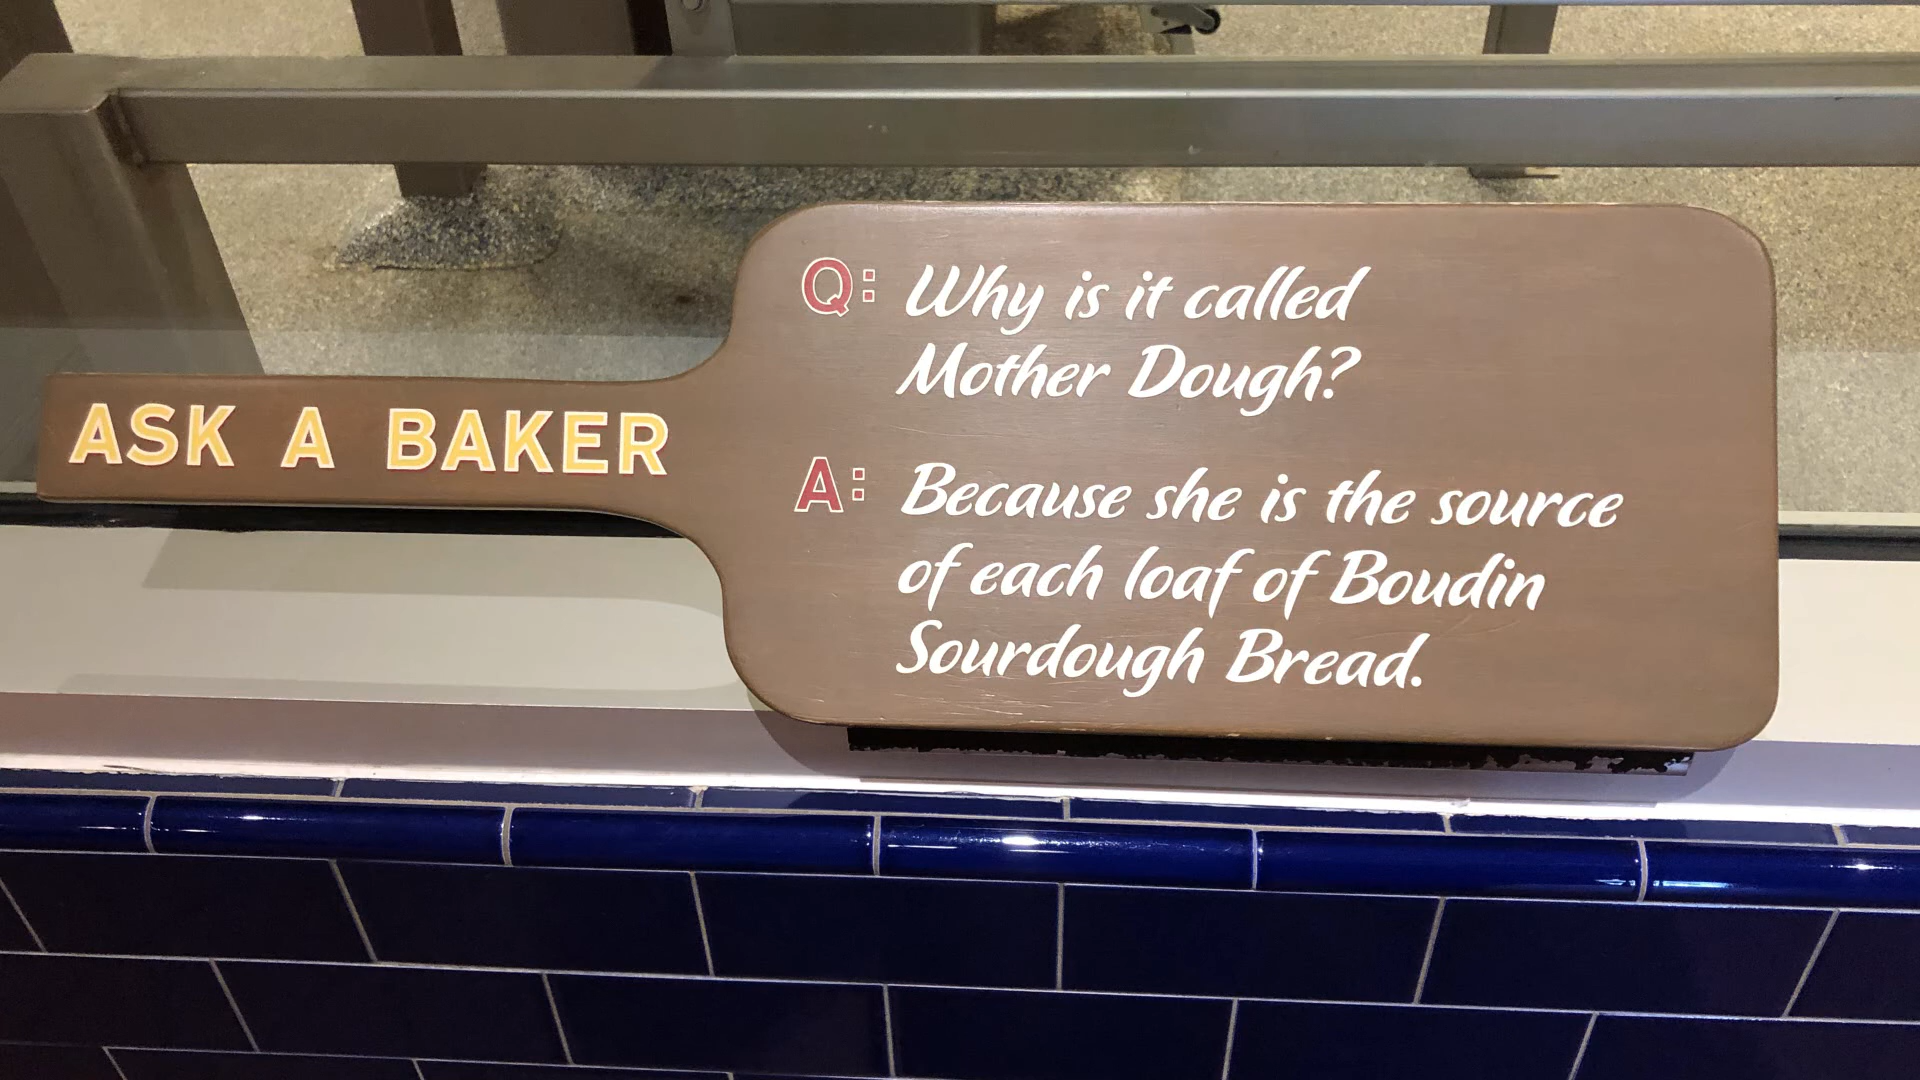 ASK A BAKER
Q: Why is it called
Mother Dough?
A: Because she is the source
of each loaf of Boudin
Sourdough Bread.